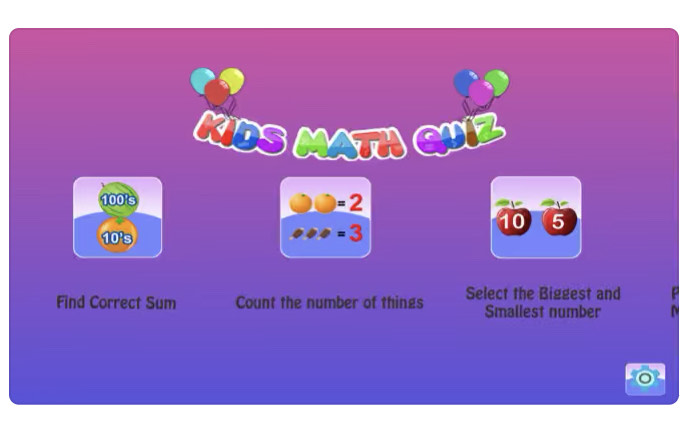 KIDS MATH QUIZ
100's
10's
= 2
= 3
10 5
Find Correct Sum
Count the number of things
Select the Biggest and
Smallest number